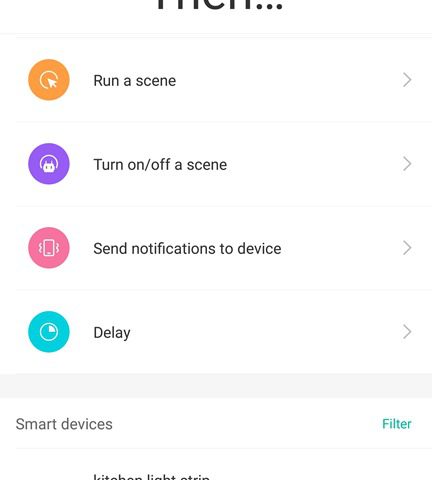 Then...
Run a scene
Turn on/off a scene
Send notifications to device
Delay
Smart devices
Filter
kitchen light strip